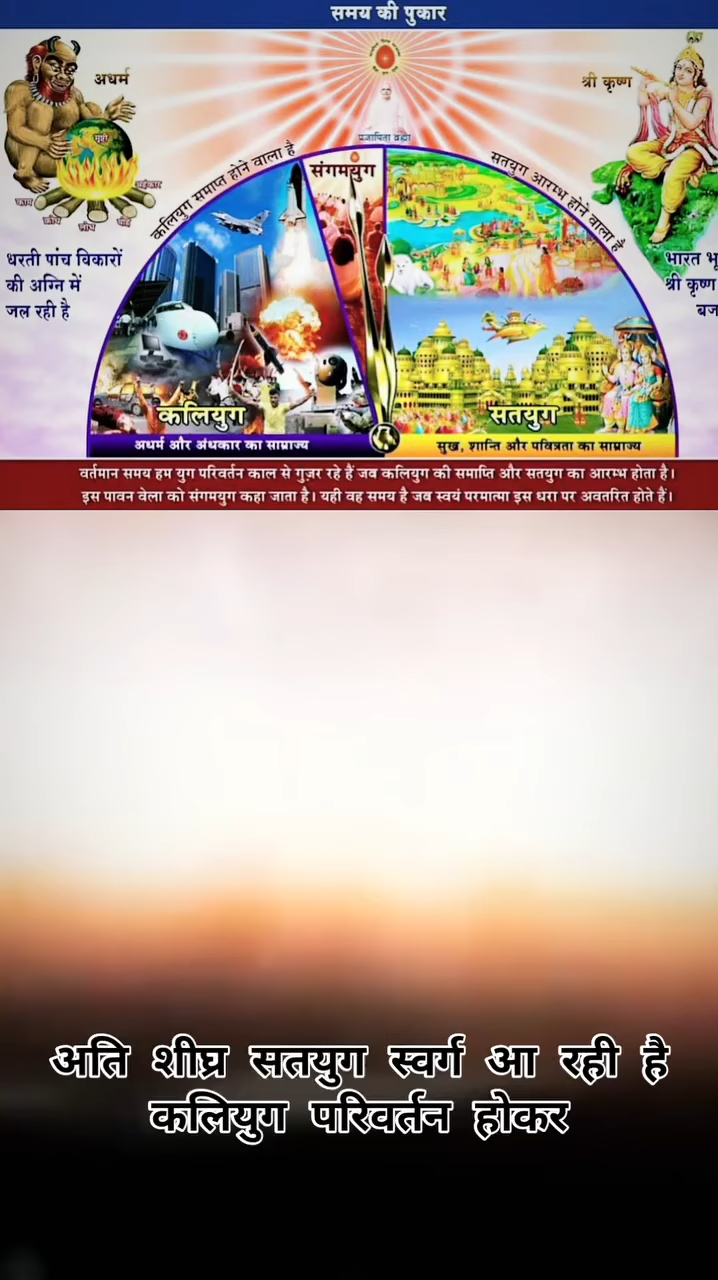 समय की पुकार
अधर्म
श्री कृष्ण
सृष्टि
प्रजापिता ब्रह्मा
कलियुग समाप्त होने वाला है
संगमयुग
सतयुग आरम्भ होने वाला है
काम
क्रोध
लोभ
मोह
अहंकार
धरती पांच विकारों
की अग्नि में
जल रही है
भारत भू
श्री कृष्ण
बज
कलियुग
सतयुग
अधर्म और अंधकार का साम्राज्य
सुख, शान्ति और पवित्रता का साम्राज्य
वर्तमान समय हम युग परिवर्तन काल से गुज़र रहे हैं जब कलियुग की समाप्ति और सतयुग का आरम्भ होता है।
इस पावन वेला को संगमयुग कहा जाता है। यही वह समय है जब स्वयं परमात्मा इस धरा पर अवतरित होते हैं।
अति शीघ्र सतयुग स्वर्ग आ रही है
कलियुग परिवर्तन होकर